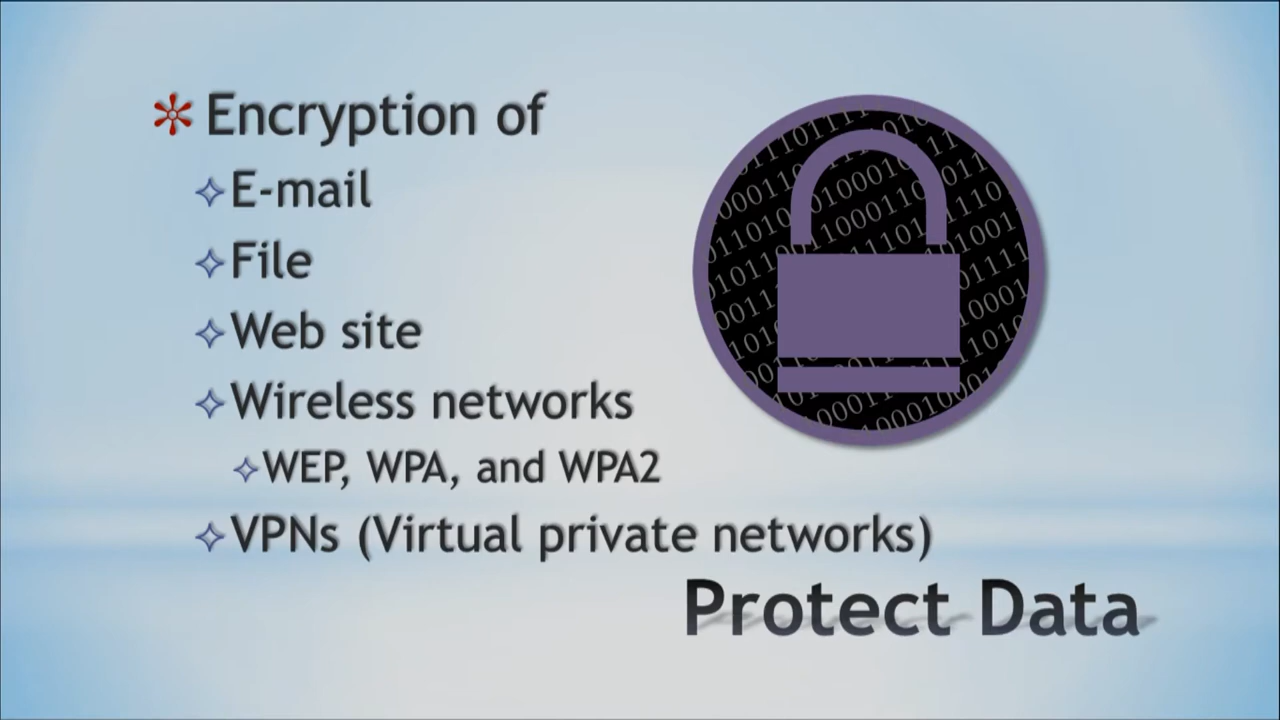 Encryption of
E-mail
File
Web site
Wireless networks
WEP, WPA, and WPA2
VPNs (Virtual private networks)
Protect Data